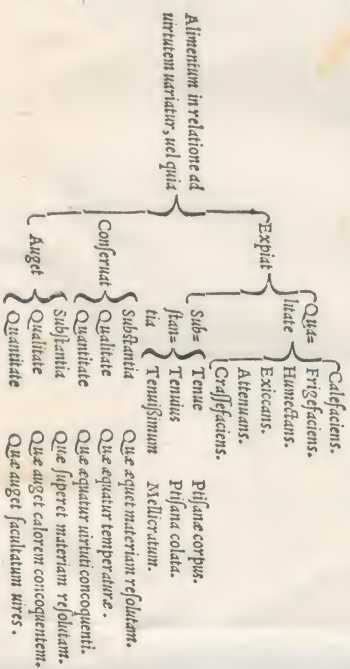 Alimentum in relatione ad
uirtutem uariatur, uel quia
Expiat
Qua=
litate
Calefaciens.
Frigefaciens.
Humectans.
Exiccans.
Attenuans.
Craſſefaciens.
Sub=
ſtan=
tia
Tenue Ptiſanæ corpus.
Tenuius Ptiſana colata.
Tenuißimum Mellicratum.
Conſeruat
Subſtantia Quæ æquet materiam reſolutam.
Qualitate Quæ æquatur temperaturæ.
Quantitate Quæ æquatur uirtuti concoquenti.
Auget
Subſtantia Quæ ſuperet materiam reſolutam.
Qualitate Quæ auget calorem concoquentem.
Quantitate Quæ auget facultatum uires.